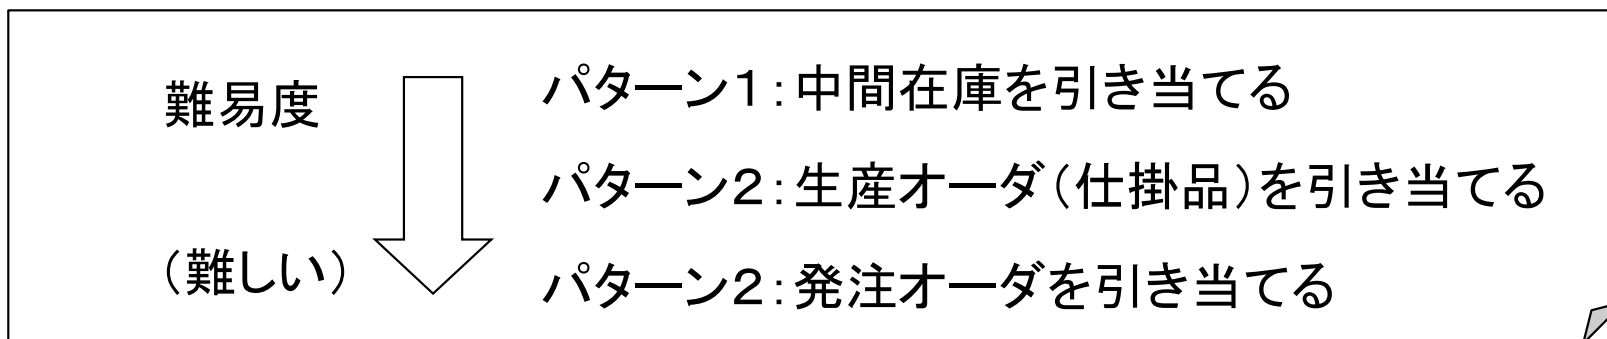 難易度
(難しい)
パターン1:中間在庫を引き当てる
パターン2:生産オーダ(仕掛品)を引き当てる
パターン2:発注オーダを引き当てる